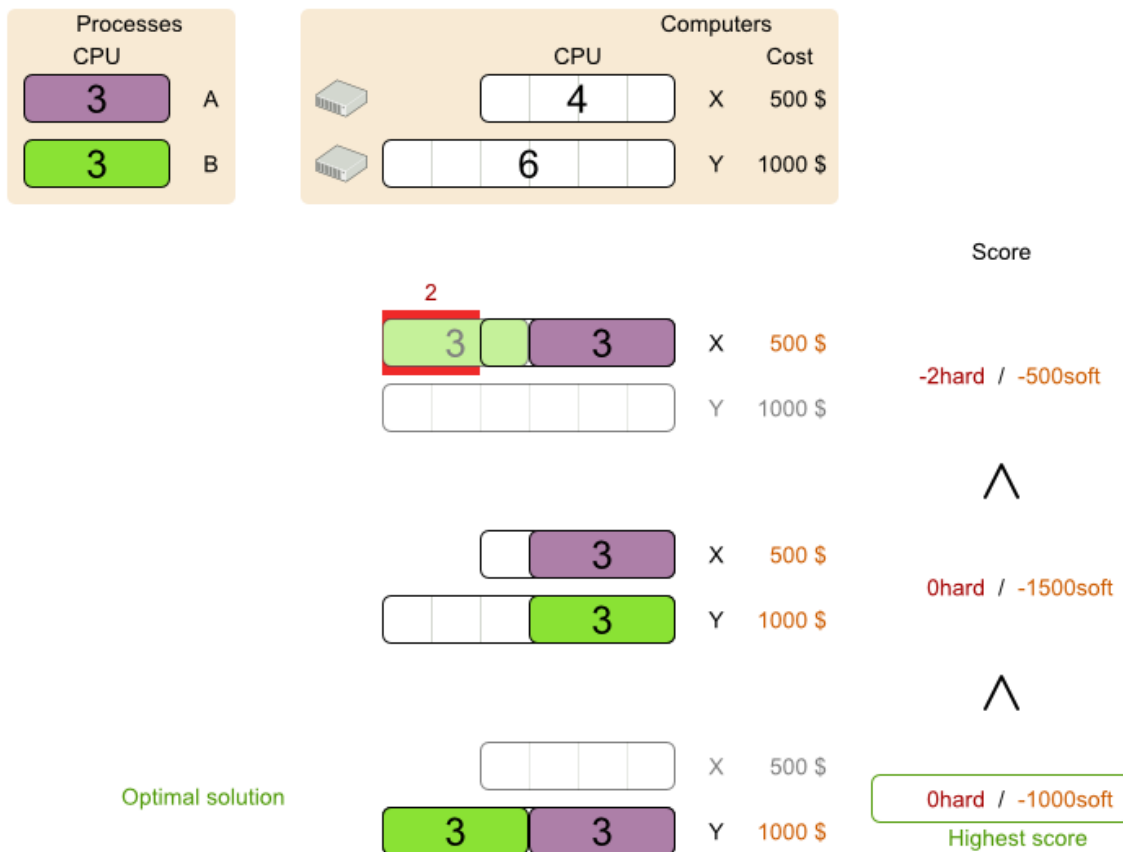 Processes Computers
CPU CPU Cost
3 A 4 X 500 $
3 B 6 Y 1000 $
Score
2
3 3 X 500 $
-2hard / -500soft
Y 1000 $
<
3 X 500 $
0hard / -1500soft
3 Y 1000 $
<
X 500 $
Optimal solution 0hard / -1000soft
3 3 Y 1000 $
Highest score